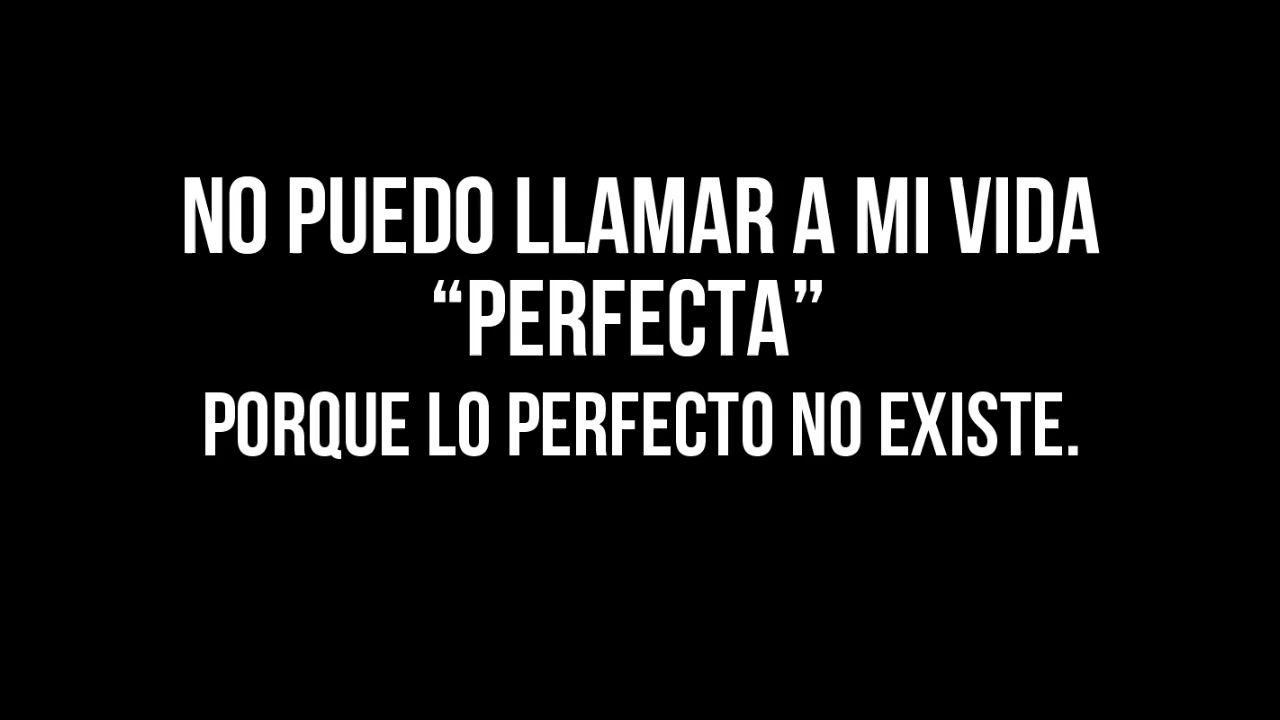 NO PUEDO LLAMAR A MI VIDA
“PERFECTA”
PORQUE LO PERFECTO NO EXISTE.